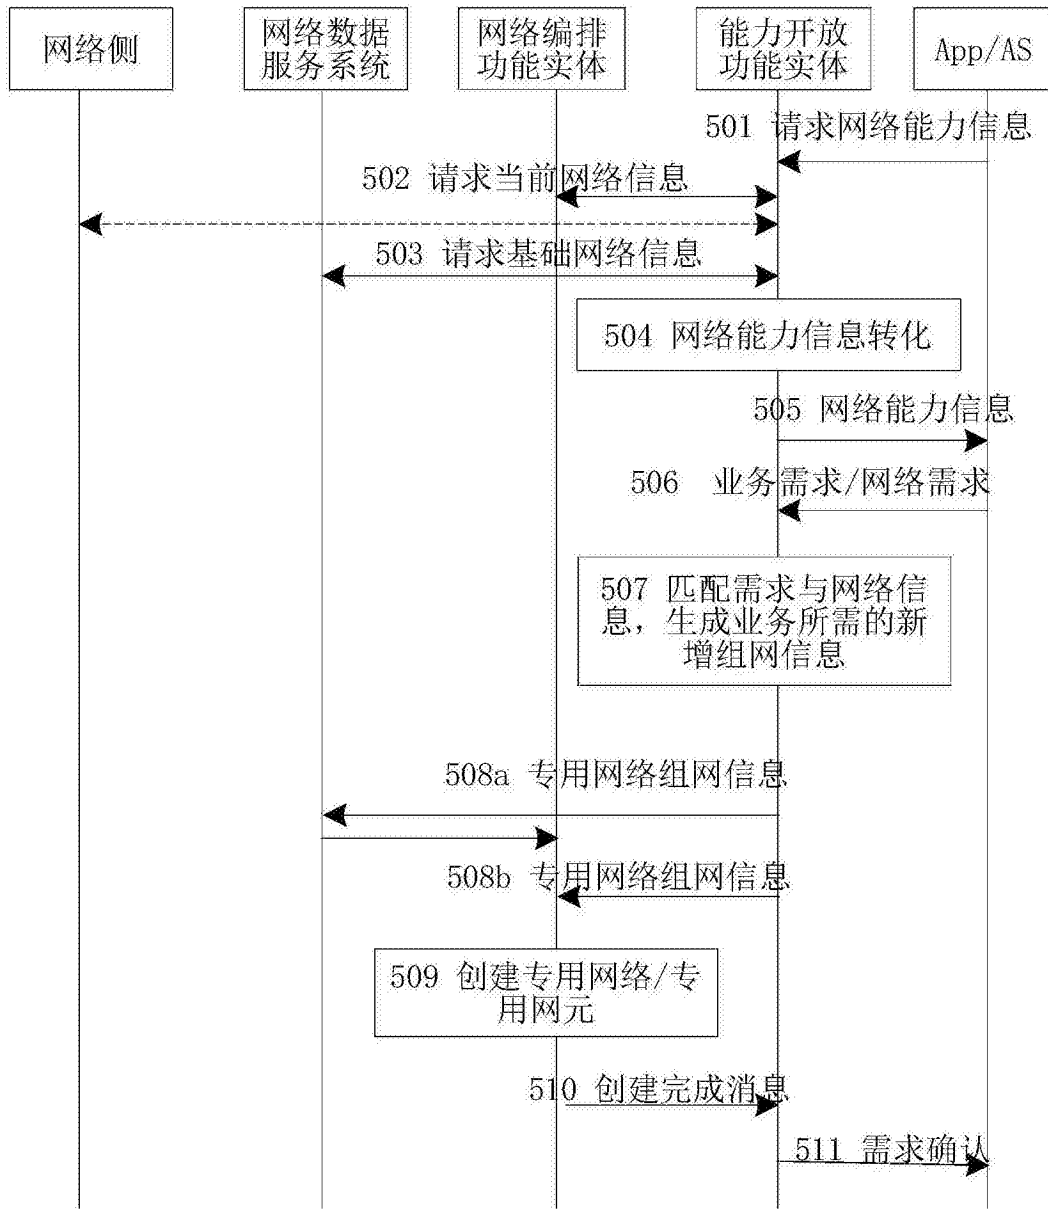 网络侧
网络数据
服务系统
网络编排
功能实体
能力开放
功能实体
App/AS
501 请求网络能力信息
502 请求当前网络信息
503 请求基础网络信息
504 网络能力信息转化
505 网络能力信息
506 业务需求/网络需求
507 匹配需求与网络信
息，生成业务所需的新
增组网信息
508a 专用网络组网信息
508b 专用网络组网信息
509 创建专用网络/专
用网元
510 创建完成消息
511 需求确认